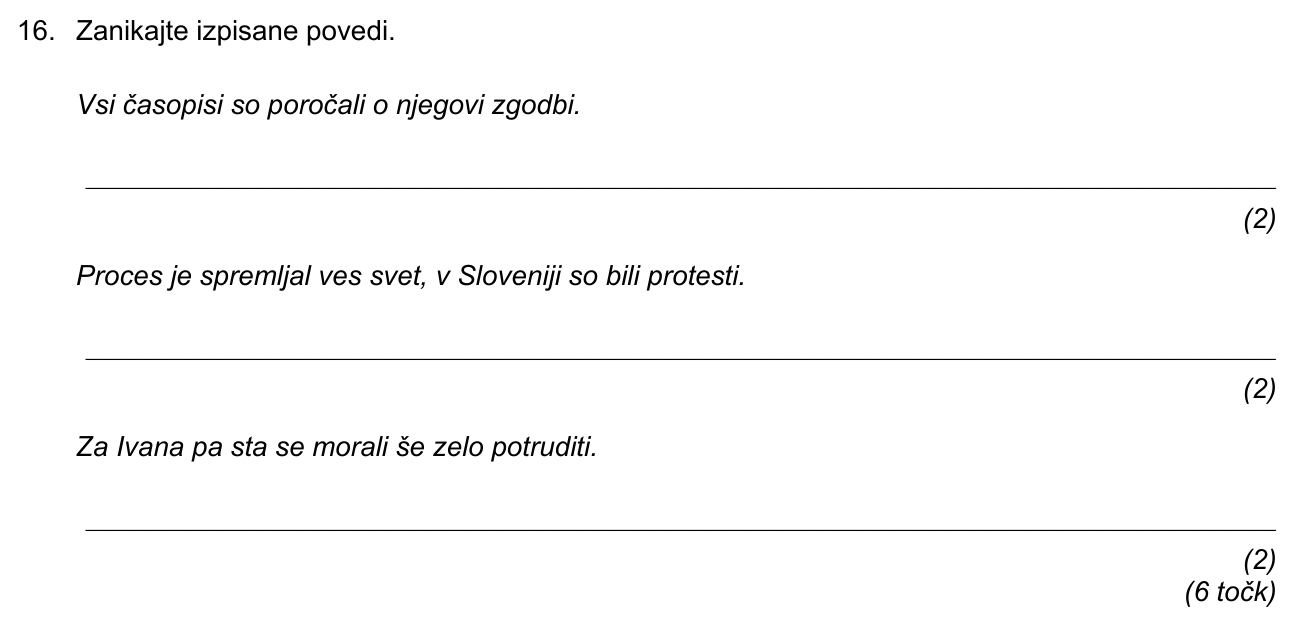 16. Zanikajte izpisane povedi.
Vsi časopisi so poročali o njegovi zgodbi.
(2)
Proces je spremljal ves svet, v Sloveniji so bili protesti.
(2)
Za Ivana pa sta se morali še zelo potruditi.
(2)
(6 točk)